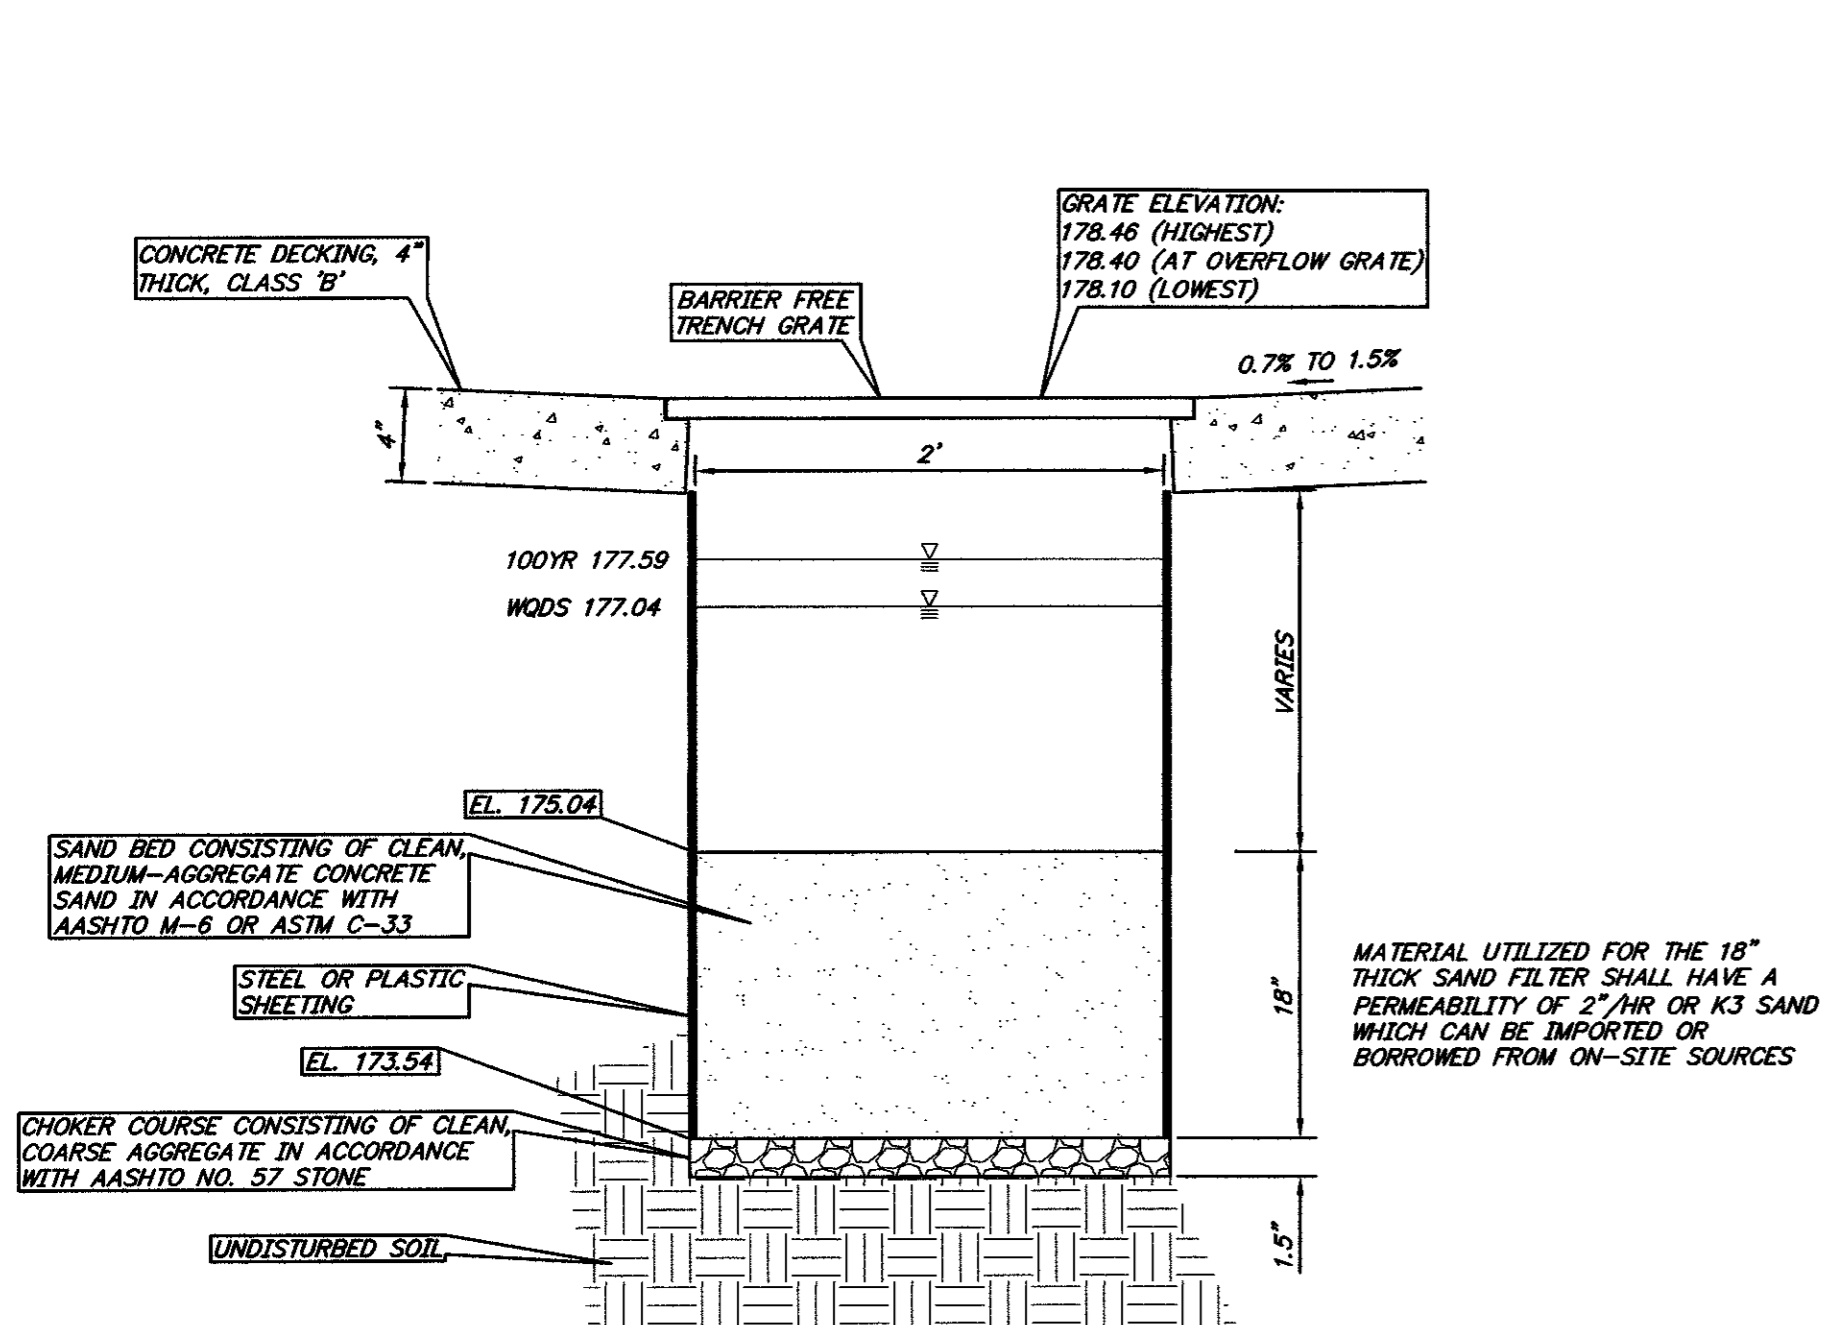 GRATE ELEVATION:
178.46 (HIGHEST)
178.40 (AT OVERFLOW GRATE)
178.10 (LOWEST)
CONCRETE DECKING, 4"
THICK, CLASS 'B'
BARRIER FREE
TRENCH GRATE
0.7% TO 1.5%
4"
2'
100YR 177.59
WQDS 177.04
VARIES
EL. 175.04
SAND BED CONSISTING OF CLEAN,
MEDIUM-AGGREGATE CONCRETE
SAND IN ACCORDANCE WITH
AASHTO M-6 OR ASTM C-33
STEEL OR PLASTIC
SHEETING
18"
MATERIAL UTILIZED FOR THE 18"
THICK SAND FILTER SHALL HAVE A
PERMEABILITY OF 2"/HR OR K3 SAND
WHICH CAN BE IMPORTED OR
BORROWED FROM ON-SITE SOURCES
EL. 173.54
CHOKER COURSE CONSISTING OF CLEAN,
COARSE AGGREGATE IN ACCORDANCE
WITH AASHTO NO. 57 STONE
UNDISTURBED SOIL
1.5"